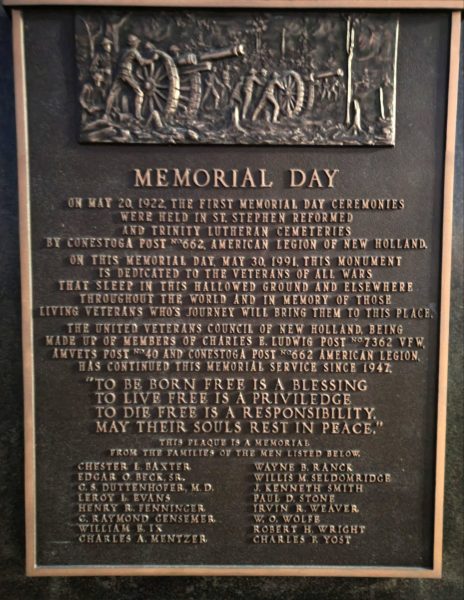 MEMORIAL DAY
ON MAY 20, 1922, THE FIRST MEMORIAL DAY CEREMONIES
WERE HELD IN ST. STEPHEN REFORMED
AND TRINITY LUTHERAN CEMETERIES
BY CONESTOGA POST NO 662, AMERICAN LEGION OF NEW HOLLAND.
ON THIS MEMORIAL DAY, MAY 30, 1991, THIS MONUMENT
IS DEDICATED TO THE VETERANS OF ALL WARS
THAT SLEEP IN THIS HALLOWED GROUND AND ELSEWHERE
THROUGHOUT THE WORLD AND IN MEMORY OF THOSE
LIVING VETERANS WHO'S JOURNEY WILL BRING THEM TO THIS PLACE.
THE UNITED VETERANS COUNCIL OF NEW HOLLAND, BEING
MADE UP OF MEMBERS OF CHARLES E. LUDWIG POST NO 7362 VFW,
AMVETS POST NO 40 AND CONESTOGA POST NO 662 AMERICAN LEGION,
HAS CONTINUED THIS MEMORIAL SERVICE SINCE 1947.
"TO BE BORN FREE IS A BLESSING
TO LIVE FREE IS A PRIVILEDGE
TO DIE FREE IS A RESPONSIBILITY,
MAY THEIR SOULS REST IN PEACE."
THIS PLAQUE IS A MEMORIAL
FROM THE FAMILIES OF THE MEN LISTED BELOW.
CHESTER L. BAXTER
EDGAR O. BECK, SR.
C. S. DUTTENHOFER, M.D.
LEROY L. EVANS
HENRY R. FENNINGER
C. RAYMOND GENSEMER
WILLIAM E. IX
CHARLES A. MENTZER
WAYNE B. RANCK
WILLIS M. SELDOMRIDGE
J. KENNETH SMITH
PAUL D. STONE
IRVIN R. WEAVER
W. O. WOLFE
ROBERT H. WRIGHT
CHARLES F. YOST